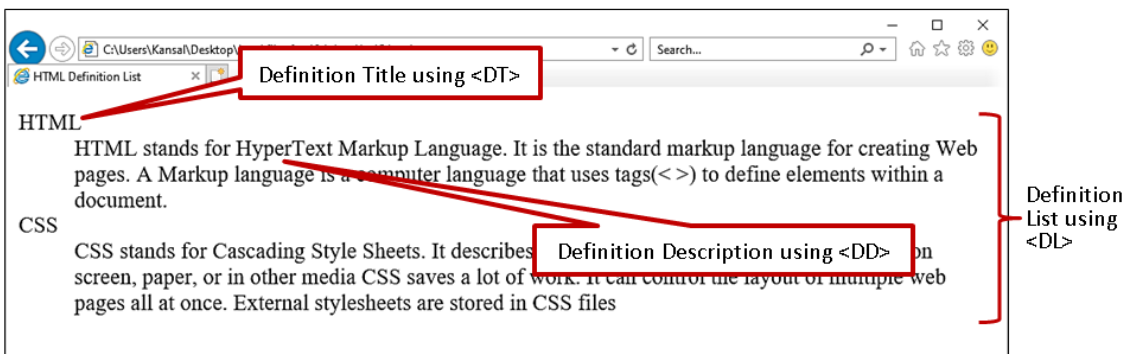 C:\Users\Kansal\Desktop\
Search...
HTML Definition List
Definition Title using <DT>
HTML
HTML stands for HyperText Markup Language. It is the standard markup language for creating Web
pages. A Markup language is a computer language that uses tags(< >) to define elements within a
document.
CSS
CSS stands for Cascading Style Sheets. It describes
on
screen, paper, or in other media CSS saves a lot of work. It can control the layout of multiple web
pages all at once. External stylesheets are stored in CSS files
Definition Description using <DD>
Definition
List using
<DL>